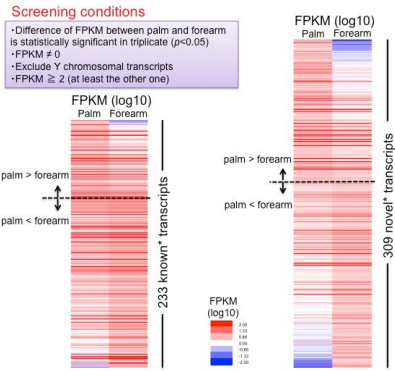 Screening conditions
・Difference of FPKM between palm and forearm
is statistically significant in triplicate (p<0.05)
・FPKM ≠ 0
・Exclude Y chromosomal transcripts
・FPKM ≧ 2 (at least the other one)
FPKM (log10)
Palm Forearm
palm > forearm
palm < forearm
233 known* transcripts
FPKM (log10)
Palm Forearm
palm > forearm
palm < forearm
309 novel* transcripts
FPKM
(log10)
2.00
1.33
0.66
0.00
-0.66
-1.33
-2.00